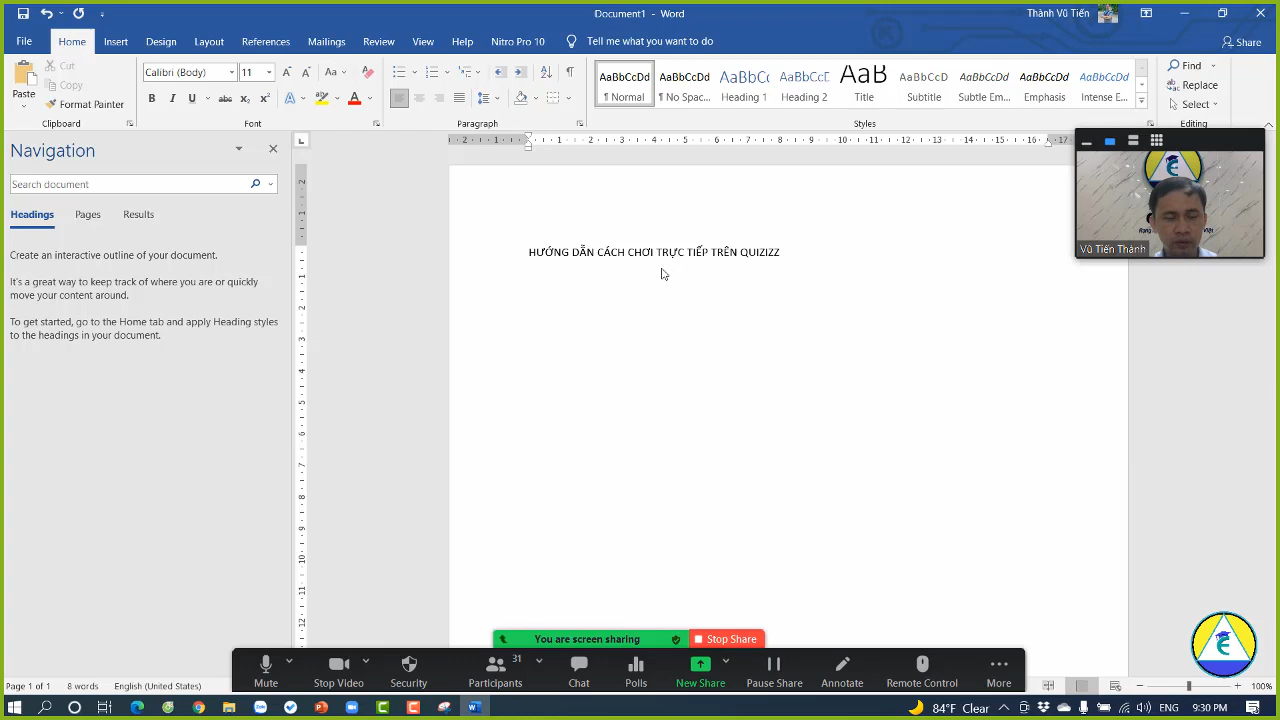 Document1 - Word
Thành Vũ Tiến
File Home Insert Design Layout References Mailings Review View Help Nitro Pro 10 Tell me what you want to do
Share
Paste
Cut
Copy
Format Painter
Clipboard
Calibri (Body) 11
Font
Paragraph
AaBbCcDd AaBbCcDd AaBbCc AaBbCcD AaB AaBbCcD AaBbCcDd AaBbCcDd AaBbCcDd
¶ Normal ¶ No Spac... Heading 1 Heading 2 Title Subtitle Subtle Em... Emphasis Intense E...
Styles
Find
Replace
Select
Editing
Navigation
Search document
Headings Pages Results
Create an interactive outline of your document.
It's a great way to keep track of where you are or quickly
move your content around.
To get started, go to the Home tab and apply Heading styles
to the headings in your document.
HƯỚNG DẪN CÁCH CHƠI TRỰC TIẾP TRÊN QUIZIZZ
Vũ Tiến Thành
You are screen sharing
Stop Share
31
Mute Stop Video Security Participants Chat Polls New Share Pause Share Annotate Remote Control More
Page 1 of 1 8 words English (United States)
100%
84°F Clear
ENG 9:30 PM